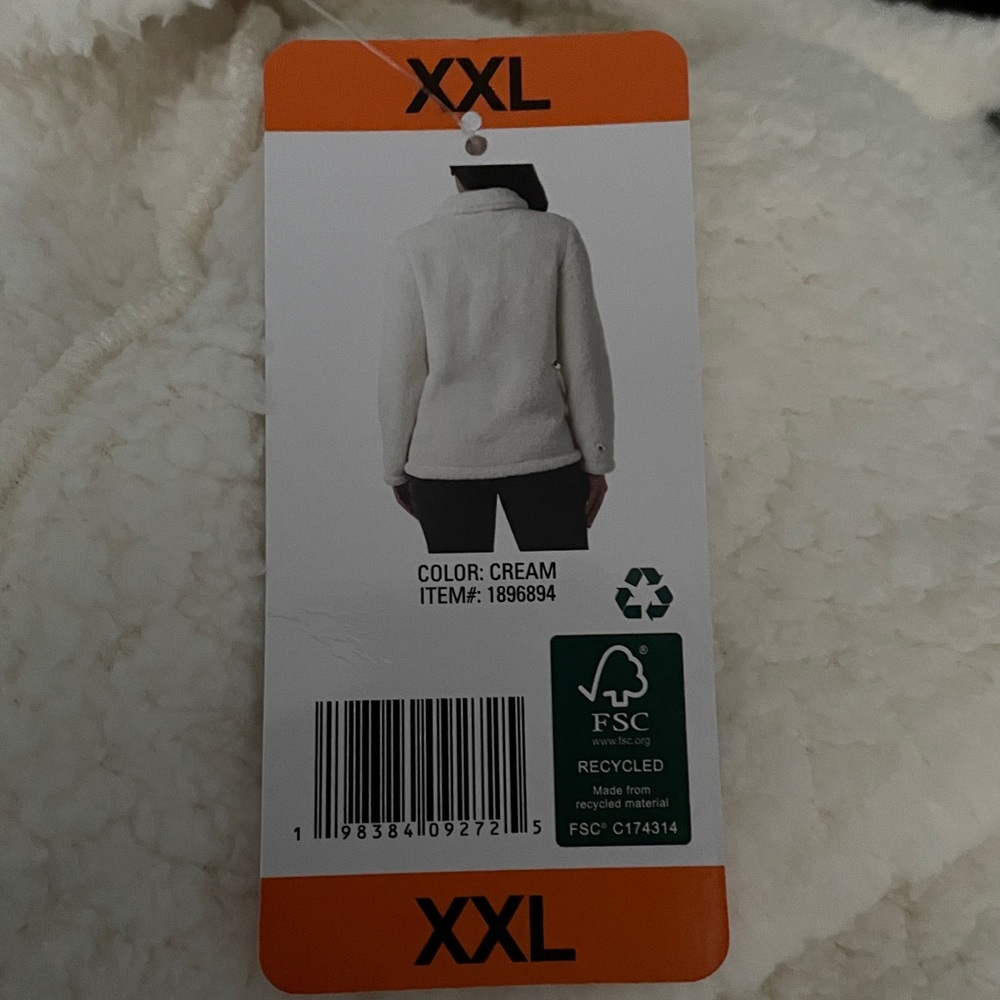 XXL
COLOR: CREAM
ITEM#: 1896894
FSC®
www.fsc.org
RECYCLED
Made from
recycled material
FSC® C174314
1 98384 09272 5
XXL